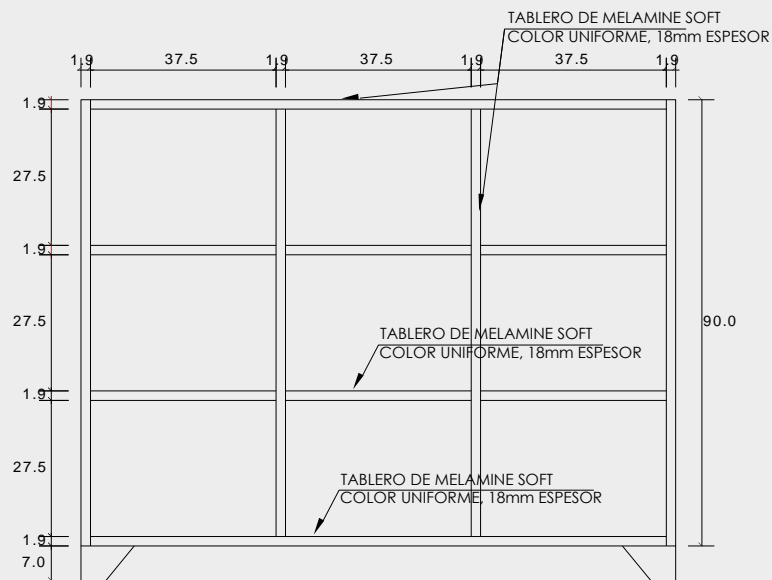 TABLERO DE MELAMINE SOFT
COLOR UNIFORME, 18mm ESPESOR
1.9 37.5 1.9 37.5 1.9 37.5 1.9
1.9
27.5
1.9
27.5
90.0
TABLERO DE MELAMINE SOFT
COLOR UNIFORME, 18mm ESPESOR
1.9
27.5
TABLERO DE MELAMINE SOFT
COLOR UNIFORME, 18mm ESPESOR
1.9
7.0